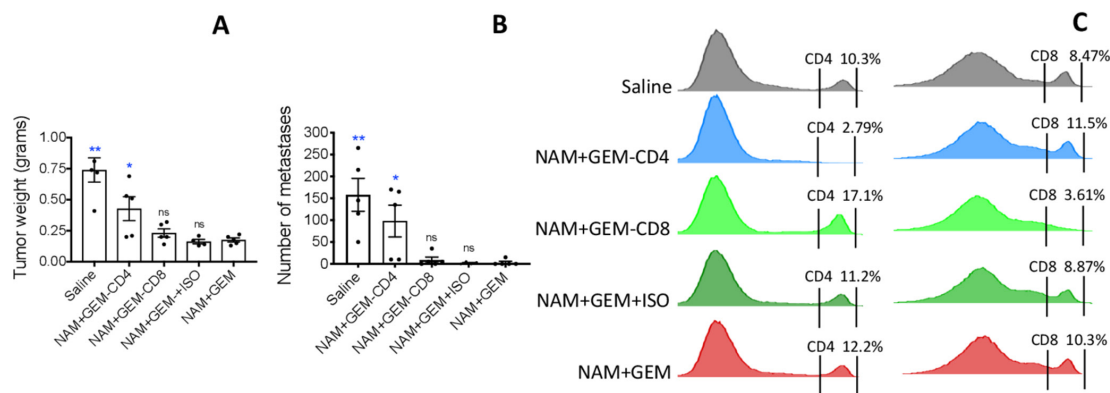 A
Tumor weight (grams)
1.00
0.75
0.50
0.25
0.00
**
*
ns
ns
Saline
NAM+GEM-CD4
NAM+GEM-CD8
NAM+GEM+ISO
NAM+GEM
B
Number of metastases
300
250
200
150
100
50
0
**
*
ns
ns
Saline
NAM+GEM-CD4
NAM+GEM-CD8
NAM+GEM+ISO
NAM+GEM
C
Saline CD4 10.3% CD8 8.47%
NAM+GEM-CD4 CD4 2.79% CD8 11.5%
NAM+GEM-CD8 CD4 17.1% CD8 3.61%
NAM+GEM+ISO CD4 11.2% CD8 8.87%
NAM+GEM CD4 12.2% CD8 10.3%